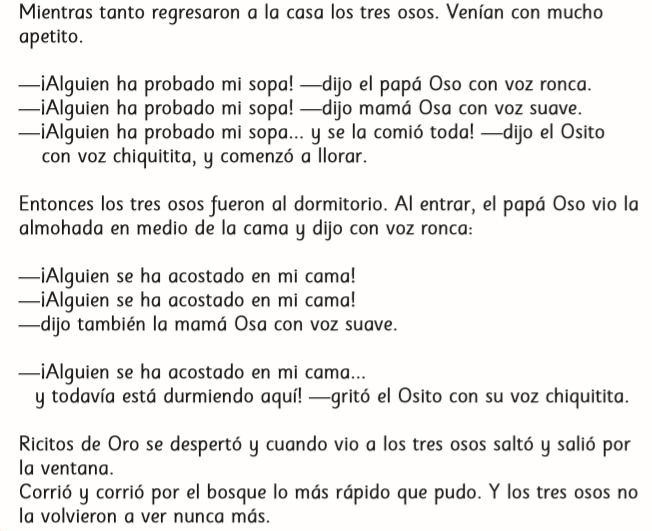 Mientras tanto regresaron a la casa los tres osos. Venían con mucho
apetito.
—¡Alguien ha probado mi sopa! —dijo el papá Oso con voz ronca.
—¡Alguien ha probado mi sopa! —dijo mamá Osa con voz suave.
—¡Alguien ha probado mi sopa... y se la comió toda! —dijo el Osito
con voz chiquitita, y comenzó a llorar.
Entonces los tres osos fueron al dormitorio. Al entrar, el papá Oso vio la
almohada en medio de la cama y dijo con voz ronca:
—¡Alguien se ha acostado en mi cama!
—¡Alguien se ha acostado en mi cama!
—dijo también la mamá Osa con voz suave.
—¡Alguien se ha acostado en mi cama...
y todavía está durmiendo aquí! —gritó el Osito con su voz chiquitita.
Ricitos de Oro se despertó y cuando vio a los tres osos saltó y salió por
la ventana.
Corrió y corrió por el bosque lo más rápido que pudo. Y los tres osos no
la volvieron a ver nunca más.